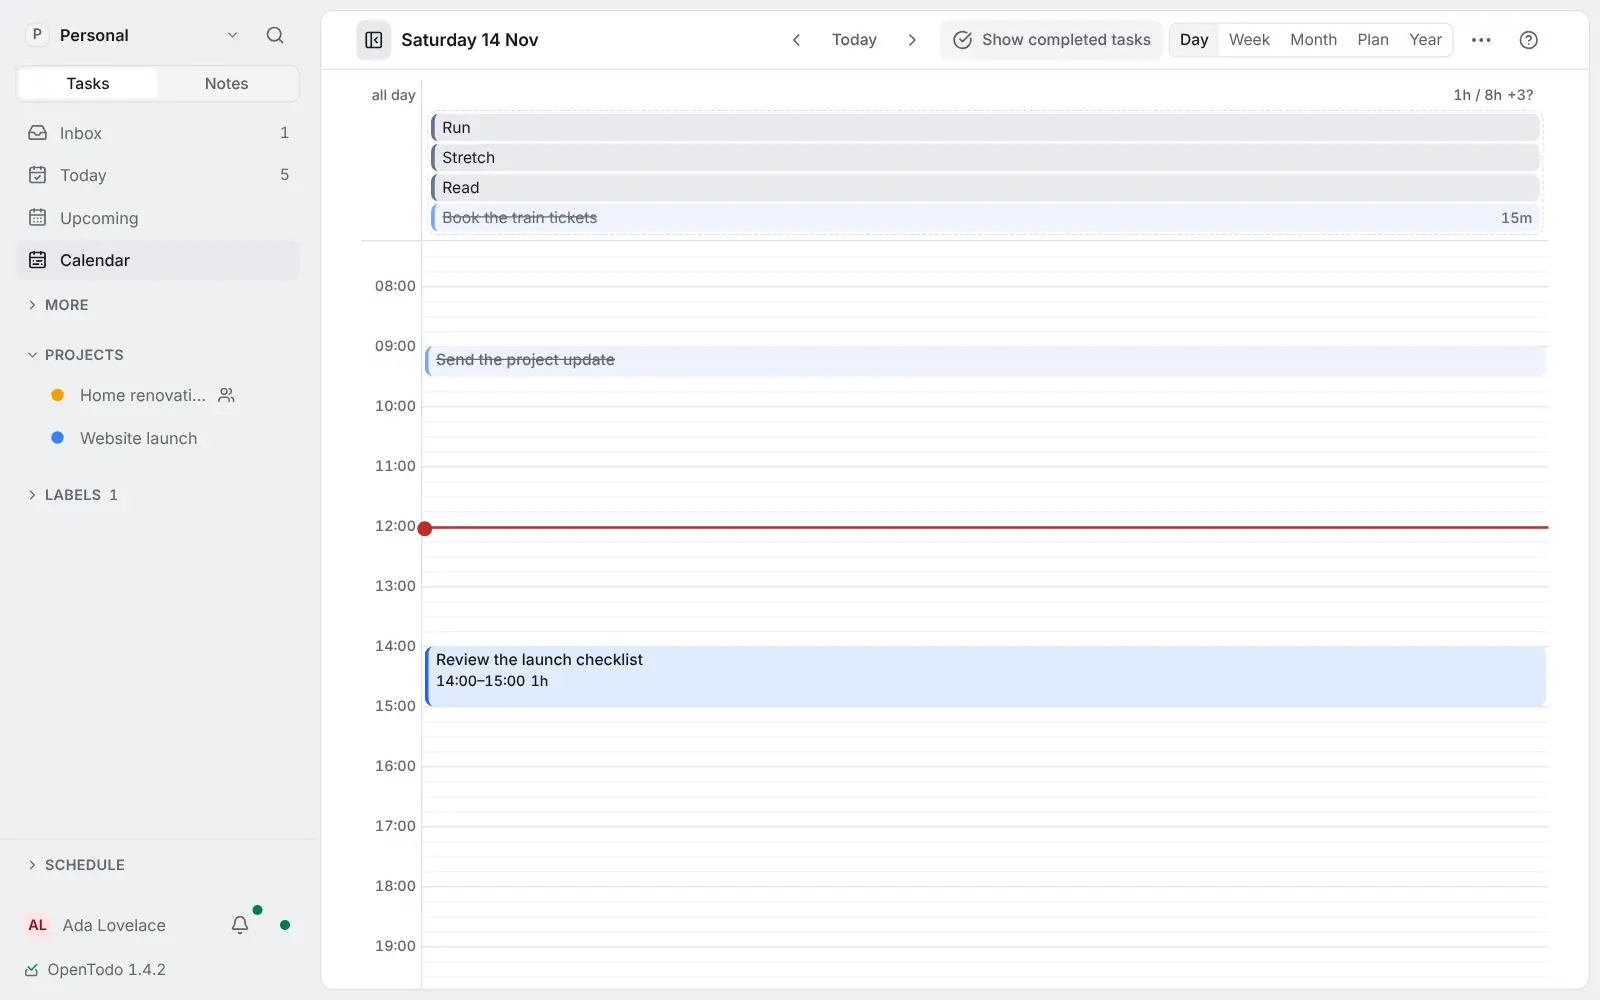 P Personal
Tasks Notes
Inbox 1
Today 5
Upcoming
Calendar
MORE
PROJECTS
Home renovati...
Website launch
LABELS 1
SCHEDULE
AL Ada Lovelace
OpenTodo 1.4.2
Saturday 14 Nov
Today
Show completed tasks
Day Week Month Plan Year
all day
1h / 8h +3?
Run
Stretch
Read
Book the train tickets 15m
08:00
09:00
Send the project update
10:00
11:00
12:00
13:00
14:00
Review the launch checklist
14:00–15:00 1h
15:00
16:00
17:00
18:00
19:00